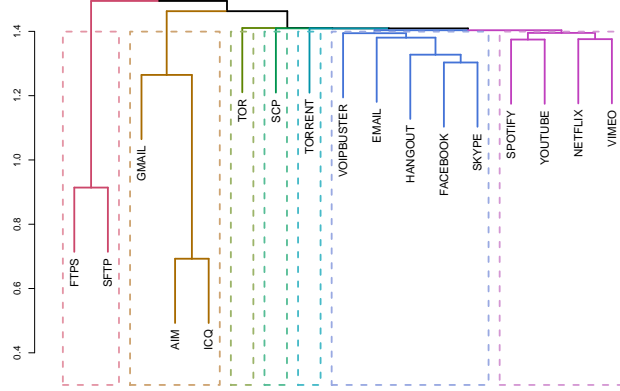 1.4
1.2
1.0
0.8
0.6
0.4
FTPS
SFTP
GMAIL
AIM
ICQ
TOR
SCP
TORRENT
VOIPBUSTER
EMAIL
HANGOUT
FACEBOOK
SKYPE
SPOTIFY
YOUTUBE
NETFLIX
VIMEO